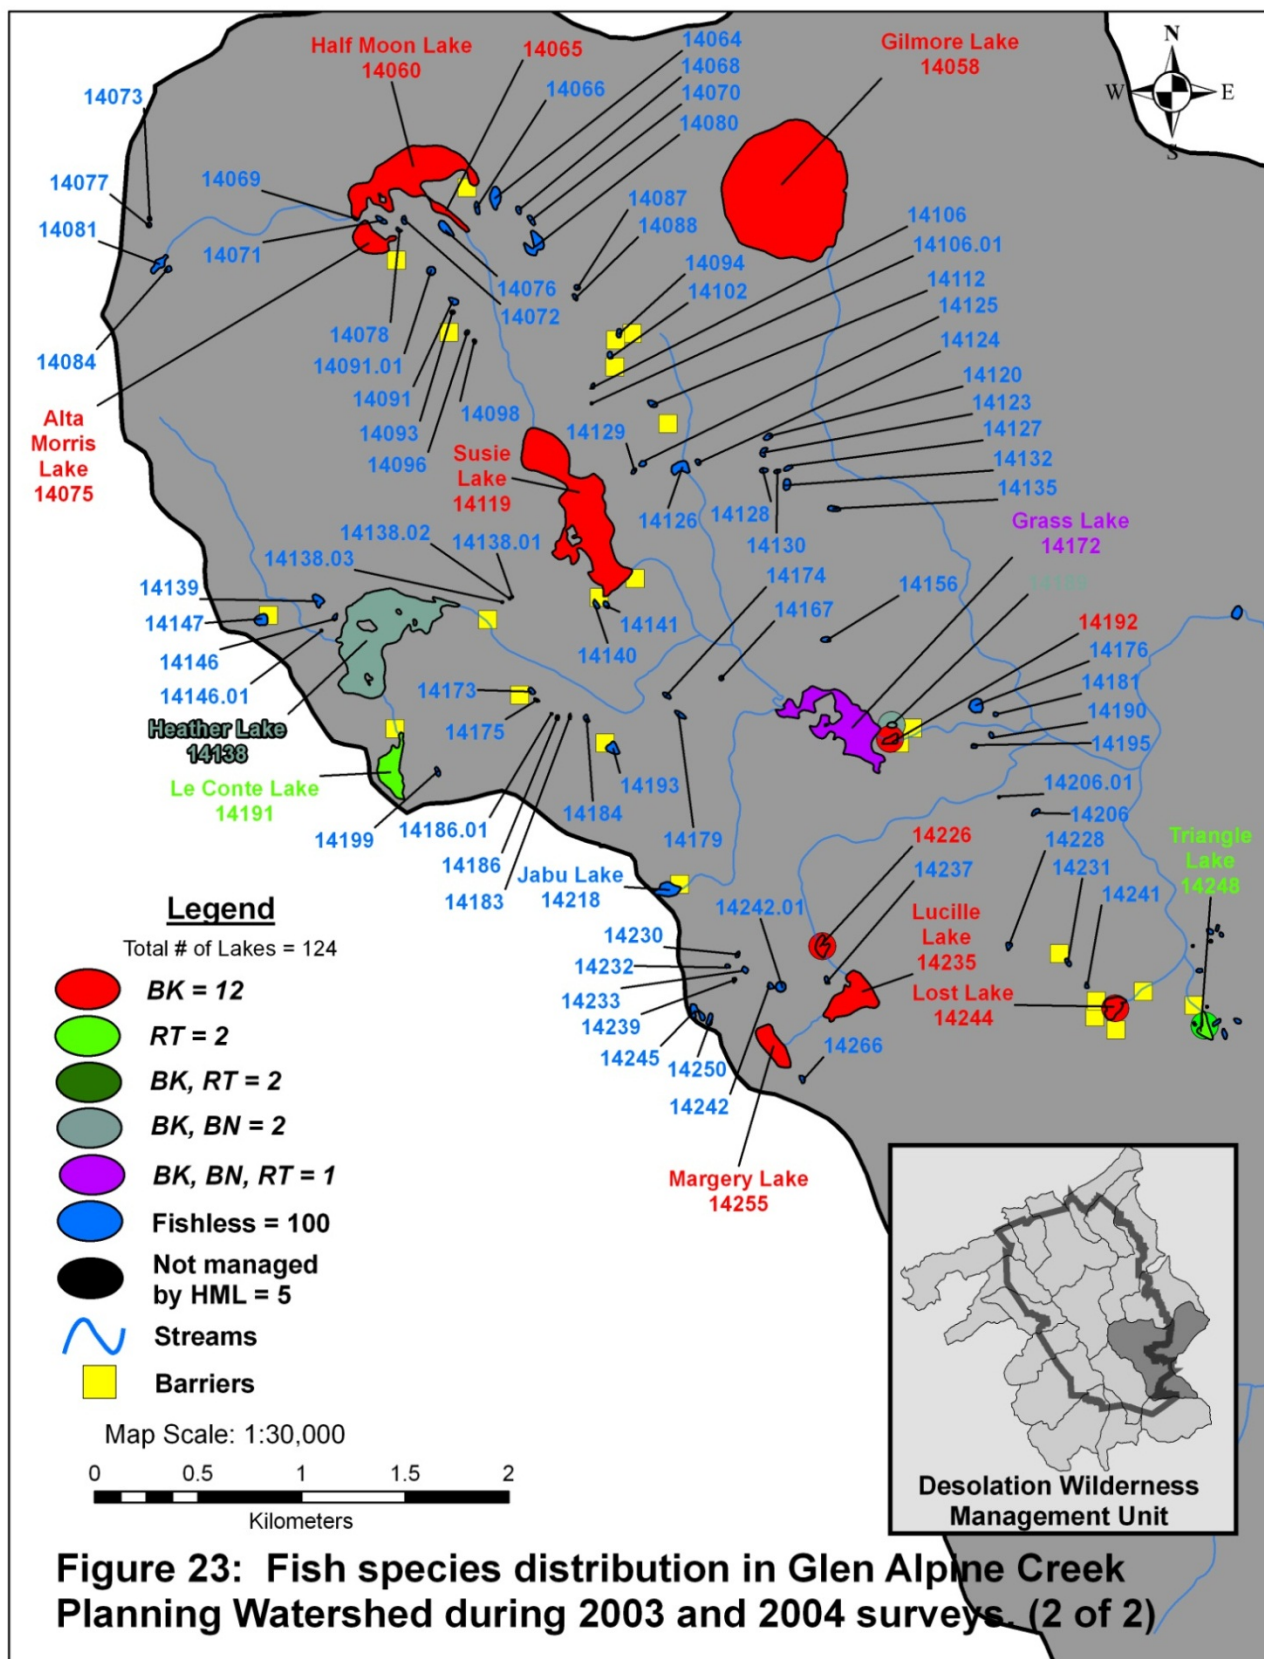 Half Moon Lake
14060
14065
14064
14068
14066
14070
14080
Gilmore Lake
14058
N
W
E
S
14073
14077
14069
14081
14071
14087
14088
14106
14106.01
14094
14102
14112
14125
14124
14076
14072
14078
14084
14091.01
14091
14093
14096
14098
14120
14123
14127
14132
14135
14129
Alta
Morris
Lake
14075
Susie
Lake
14119
14126
14128
14130
Grass Lake
14172
14138.02
14138.01
14138.03
14139
14147
14146
14146.01
14174
14167
14156
14141
14140
14192
14176
14181
14190
14195
14173
14175
Heather Lake
14138
Le Conte Lake
14191
14199
14186.01
14186
14183
14184
14193
14179
14206.01
14206
14226
14228
14231
14237
14241
Triangle
Lake
14248
Jabu Lake
14218
14242.01
Lucille
Lake
14235
Lost Lake
14244
14230
14232
14233
14239
14245
14250
14242
14266
Margery Lake
14255
Legend
Total # of Lakes = 124
BK = 12
RT = 2
BK, RT = 2
BK, BN = 2
BK, BN, RT = 1
Fishless = 100
Not managed
by HML = 5
Streams
Barriers
Map Scale: 1:30,000
0 0.5 1 1.5 2
Kilometers
Desolation Wilderness
Management Unit
Figure 23: Fish species distribution in Glen Alpine Creek
Planning Watershed during 2003 and 2004 surveys. (2 of 2)